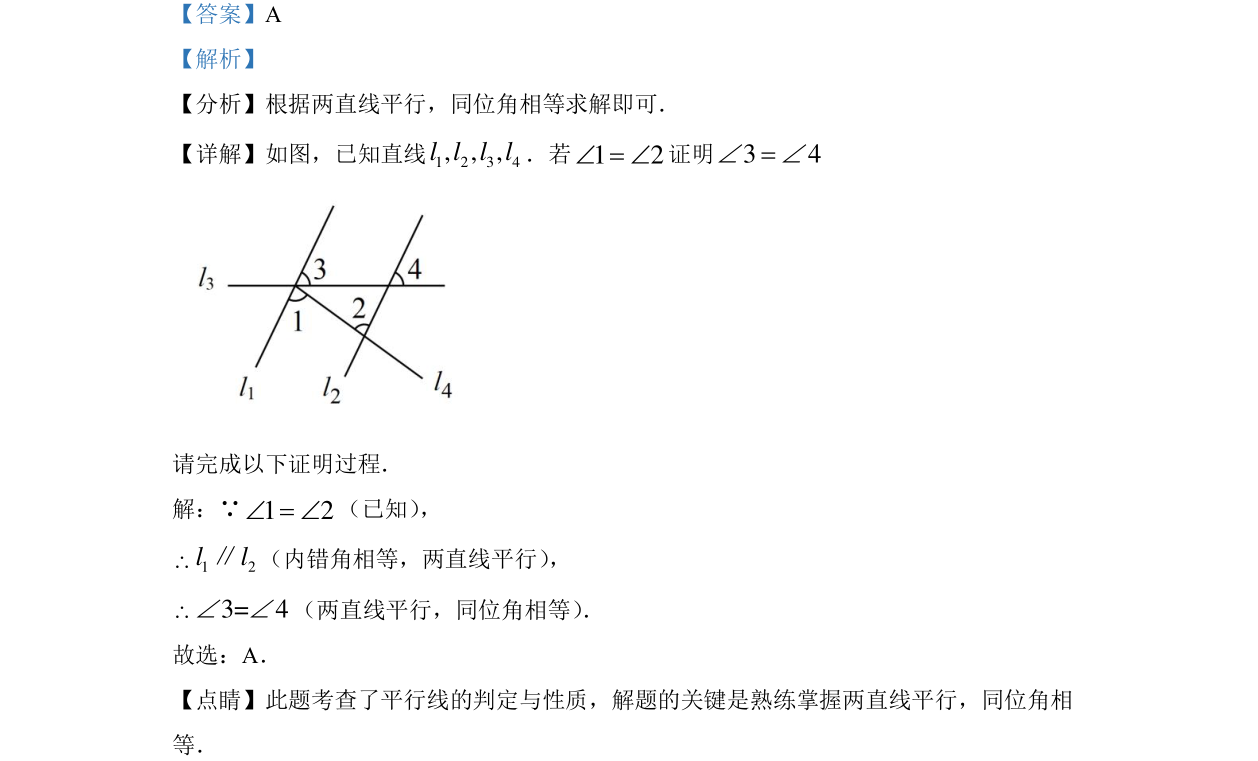 【答案】A
【解析】
【分析】根据两直线平行，同位角相等求解即可．
【详解】如图，已知直线l₁,l₂,l₃,l₄．若∠1=∠2证明∠3=∠4
3
4
l₃
2
1
l₁
l₂
l₄
请完成以下证明过程．
解：∵∠1=∠2（已知），
∴l₁∥l₂（内错角相等，两直线平行），
∴∠3=∠4（两直线平行，同位角相等）．
故选：A．
【点睛】此题考查了平行线的判定与性质，解题的关键是熟练掌握两直线平行，同位角相
等．